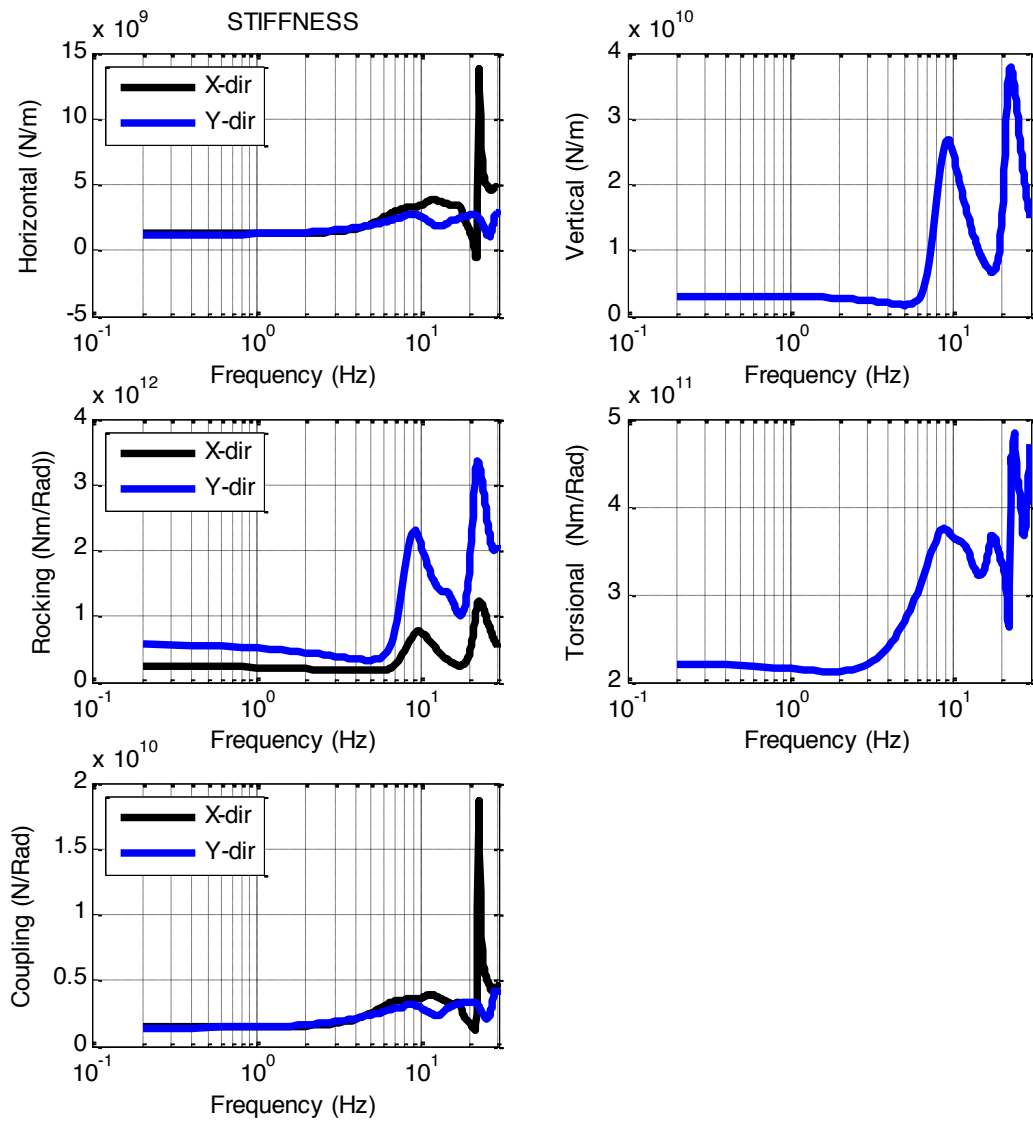 STIFFNESS
x 10^9
15
10
5
0
-5
Horizontal (N/m)
X-dir
Y-dir
10^-1
10^0
10^1
Frequency (Hz)
x 10^10
4
3
2
1
0
Vertical (N/m)
10^-1
10^0
10^1
Frequency (Hz)
x 10^12
4
3
2
1
0
Rocking (Nm/Rad))
X-dir
Y-dir
10^-1
10^0
10^1
Frequency (Hz)
x 10^11
5
4
3
2
Torsional (Nm/Rad)
10^-1
10^0
10^1
Frequency (Hz)
x 10^10
2
1.5
1
0.5
0
Coupling (N/Rad)
X-dir
Y-dir
10^-1
10^0
10^1
Frequency (Hz)